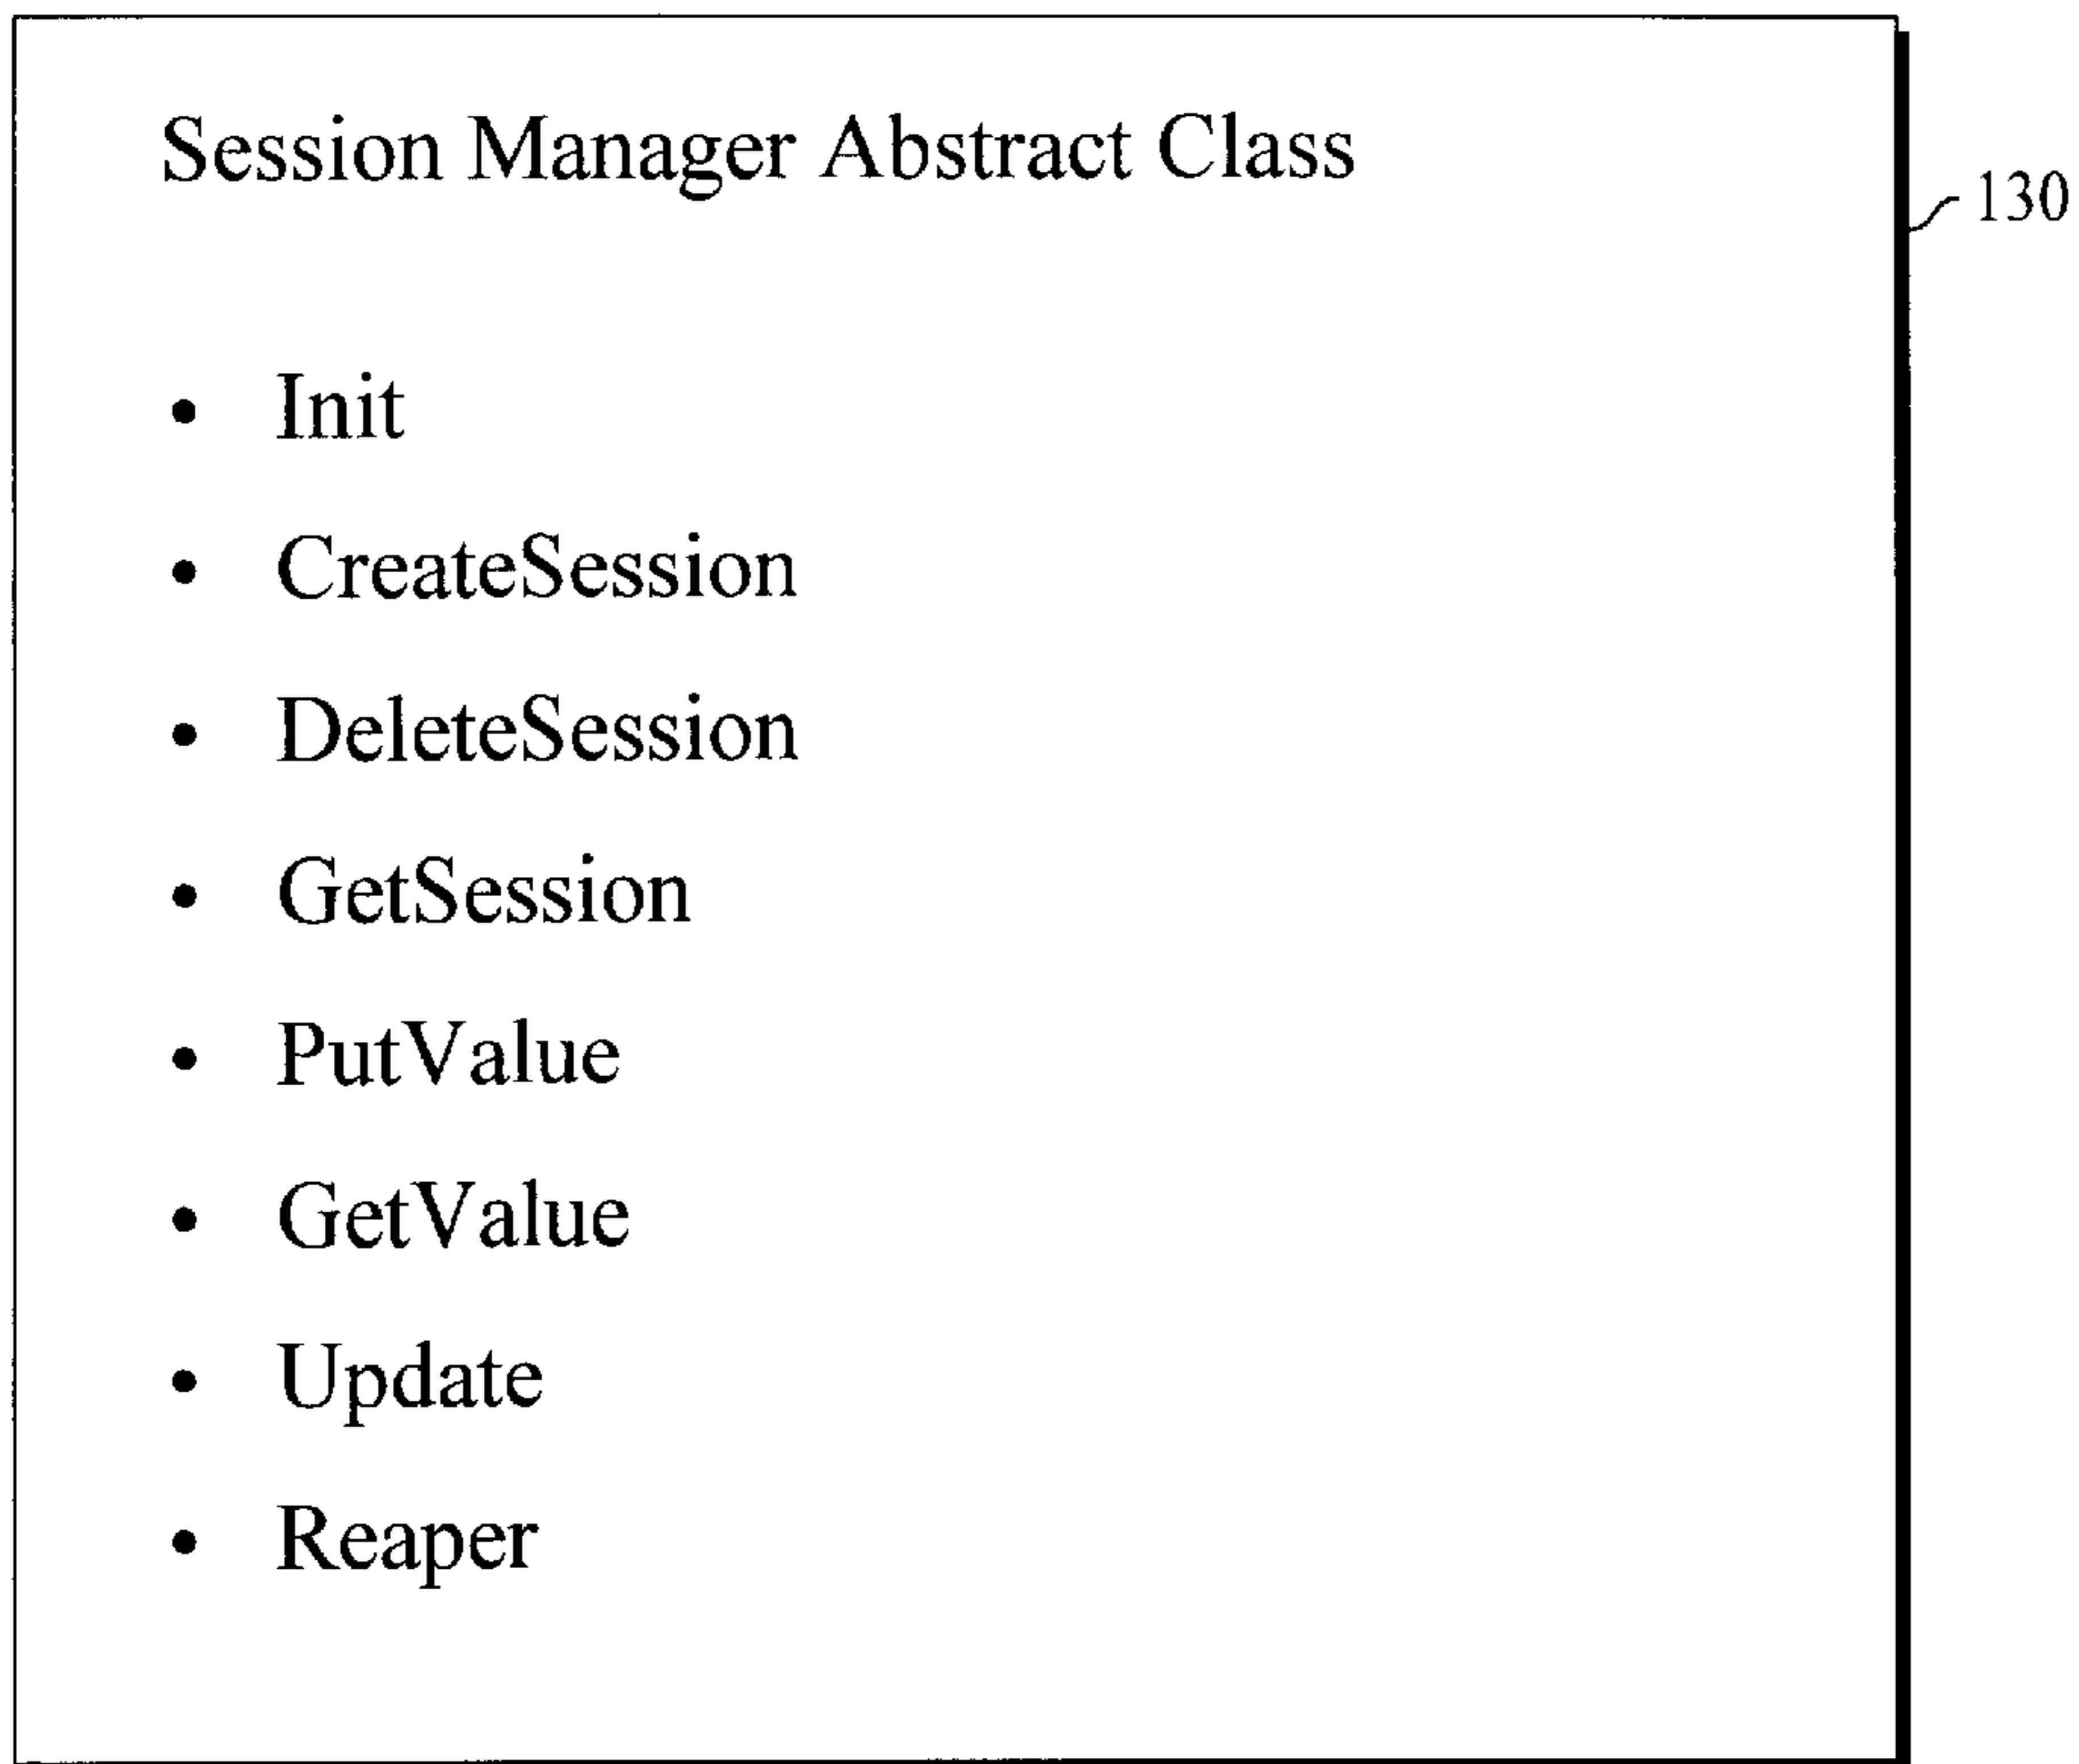 Session Manager Abstract Class
130
• Init
• CreateSession
• DeleteSession
• GetSession
• PutValue
• GetValue
• Update
• Reaper